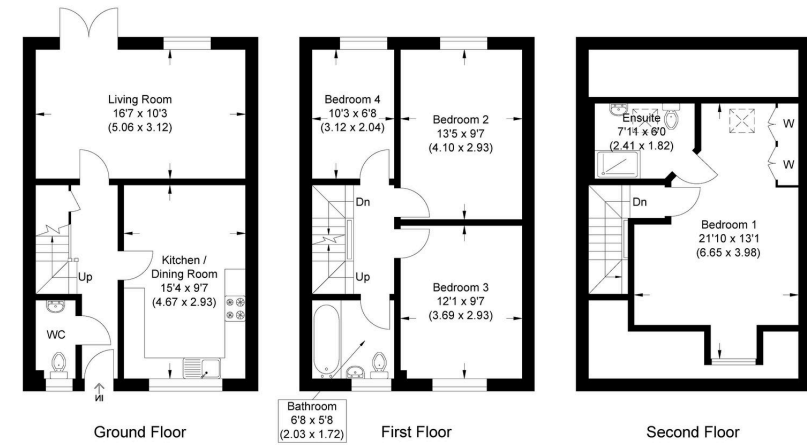 Living Room
16'7 x 10'3
(5.06 x 3.12)
Kitchen /
Dining Room
15'4 x 9'7
(4.67 x 2.93)
Up
WC
IN
Ground Floor
Bedroom 4
10'3 x 6'8
(3.12 x 2.04)
Bedroom 2
13'5 x 9'7
(4.10 x 2.93)
Dn
Up
Bedroom 3
12'1 x 9'7
(3.69 x 2.93)
Bathroom
6'8 x 5'8
(2.03 x 1.72)
First Floor
Ensuite
7'11 x 6'0
(2.41 x 1.82)
W
W
Dn
Bedroom 1
21'10 x 13'1
(6.65 x 3.98)
Second Floor